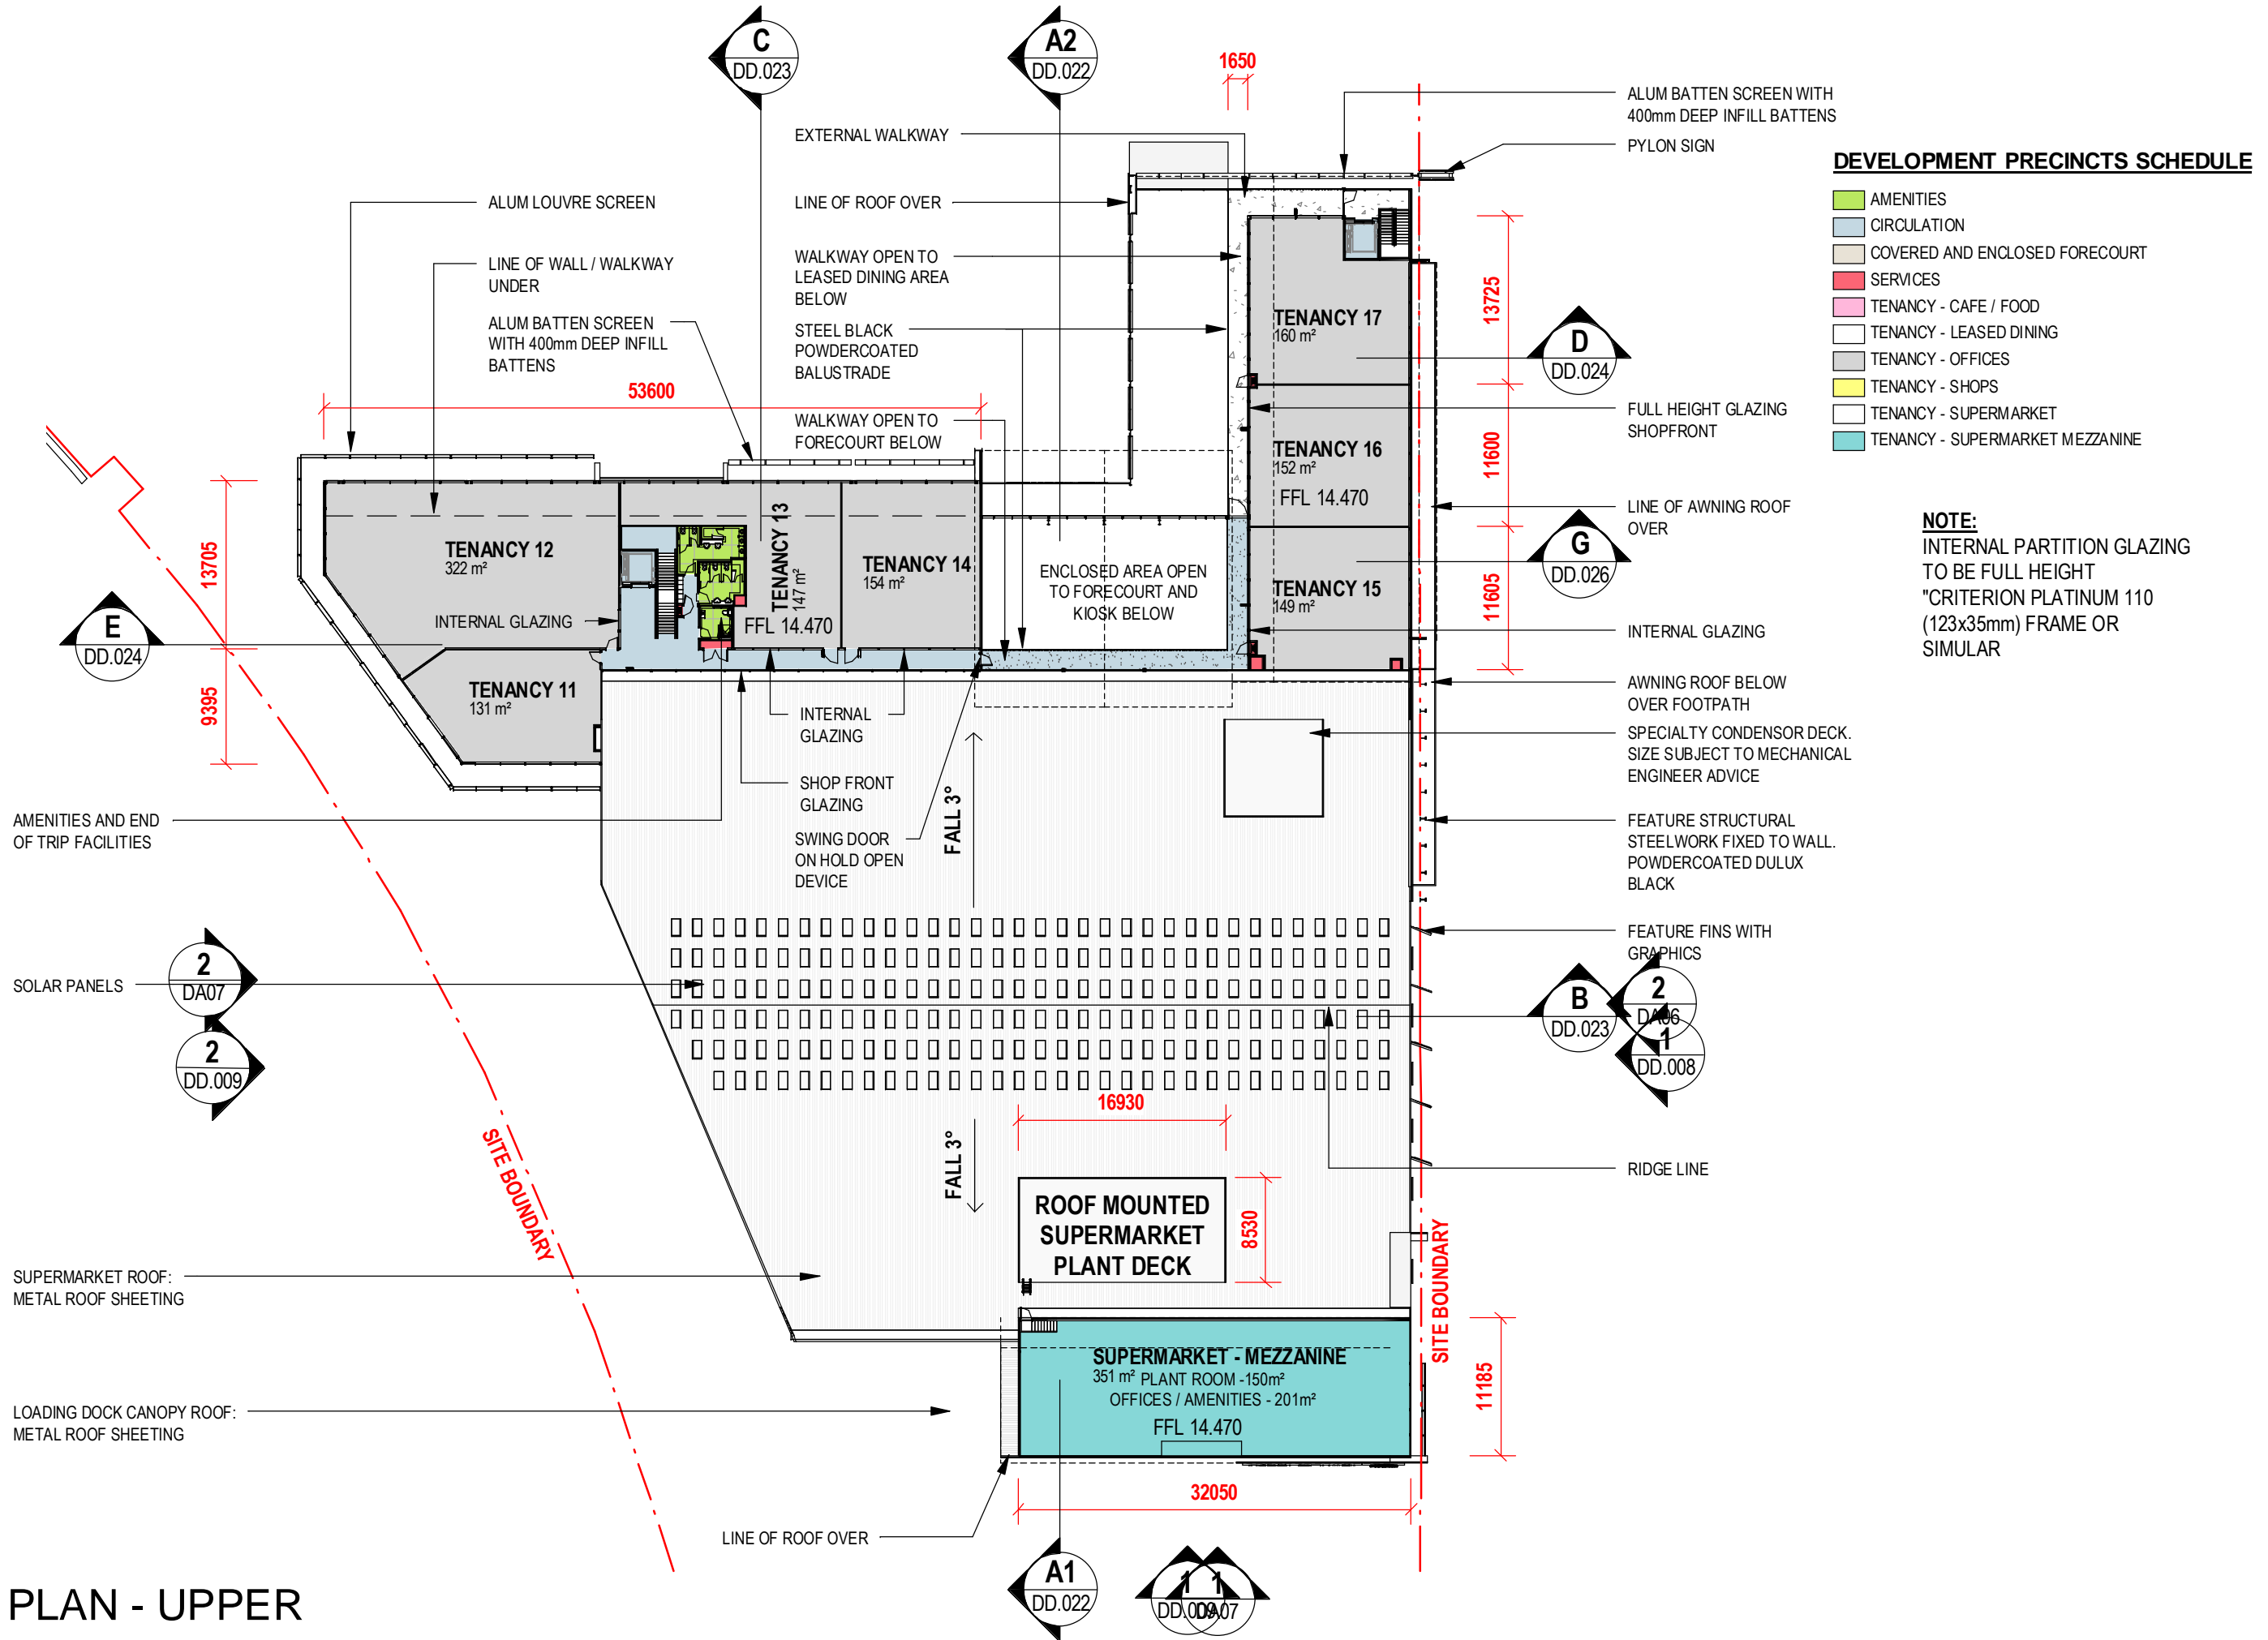 C
DD.023
A2
DD.022
1650
EXTERNAL WALKWAY
LINE OF ROOF OVER
WALKWAY OPEN TO
LEASED DINING AREA
BELOW
STEEL BLACK
POWDERCOATED
BALUSTRADE
WALKWAY OPEN TO
FORECOURT BELOW
ALUM LOUVRE SCREEN
LINE OF WALL / WALKWAY
UNDER
ALUM BATTEN SCREEN
WITH 400mm DEEP INFILL
BATTENS
53600
13705
9395
E
DD.024
TENANCY 12
322 m²
INTERNAL GLAZING
TENANCY 11
131 m²
TENANCY 13
147 m²
FFL 14.470
TENANCY 14
154 m²
ENCLOSED AREA OPEN
TO FORECOURT AND
KIOSK BELOW
TENANCY 17
160 m²
TENANCY 16
152 m²
FFL 14.470
TENANCY 15
149 m²
13725
11600
11605
ALUM BATTEN SCREEN WITH
400mm DEEP INFILL BATTENS
PYLON SIGN
D
DD.024
FULL HEIGHT GLAZING
SHOPFRONT
LINE OF AWNING ROOF
OVER
G
DD.026
INTERNAL GLAZING
AWNING ROOF BELOW
OVER FOOTPATH
SPECIALTY CONDENSOR DECK.
SIZE SUBJECT TO MECHANICAL
ENGINEER ADVICE
FEATURE STRUCTURAL
STEELWORK FIXED TO WALL.
POWDERCOATED DULUX
BLACK
FEATURE FINS WITH
GRAPHICS
B
DD.023
2
DA06
1
DD.008
RIDGE LINE
DEVELOPMENT PRECINCTS SCHEDULE
AMENITIES
CIRCULATION
COVERED AND ENCLOSED FORECOURT
SERVICES
TENANCY - CAFE / FOOD
TENANCY - LEASED DINING
TENANCY - OFFICES
TENANCY - SHOPS
TENANCY - SUPERMARKET
TENANCY - SUPERMARKET MEZZANINE
NOTE:
INTERNAL PARTITION GLAZING
TO BE FULL HEIGHT
"CRITERION PLATINUM 110
(123x35mm) FRAME OR
SIMULAR
INTERNAL
GLAZING
SHOP FRONT
GLAZING
SWING DOOR
ON HOLD OPEN
DEVICE
FALL 3°
AMENITIES AND END
OF TRIP FACILITIES
SOLAR PANELS
2
DA07
2
DD.009
SITE BOUNDARY
FALL 3°
16930
8530
ROOF MOUNTED
SUPERMARKET
PLANT DECK
SITE BOUNDARY
SUPERMARKET ROOF:
METAL ROOF SHEETING
LOADING DOCK CANOPY ROOF:
METAL ROOF SHEETING
SUPERMARKET - MEZZANINE
351 m² PLANT ROOM -150m²
OFFICES / AMENITIES - 201m²
FFL 14.470
11185
32050
LINE OF ROOF OVER
A1
DD.022
1
DD.009
1
DA07
PLAN - UPPER